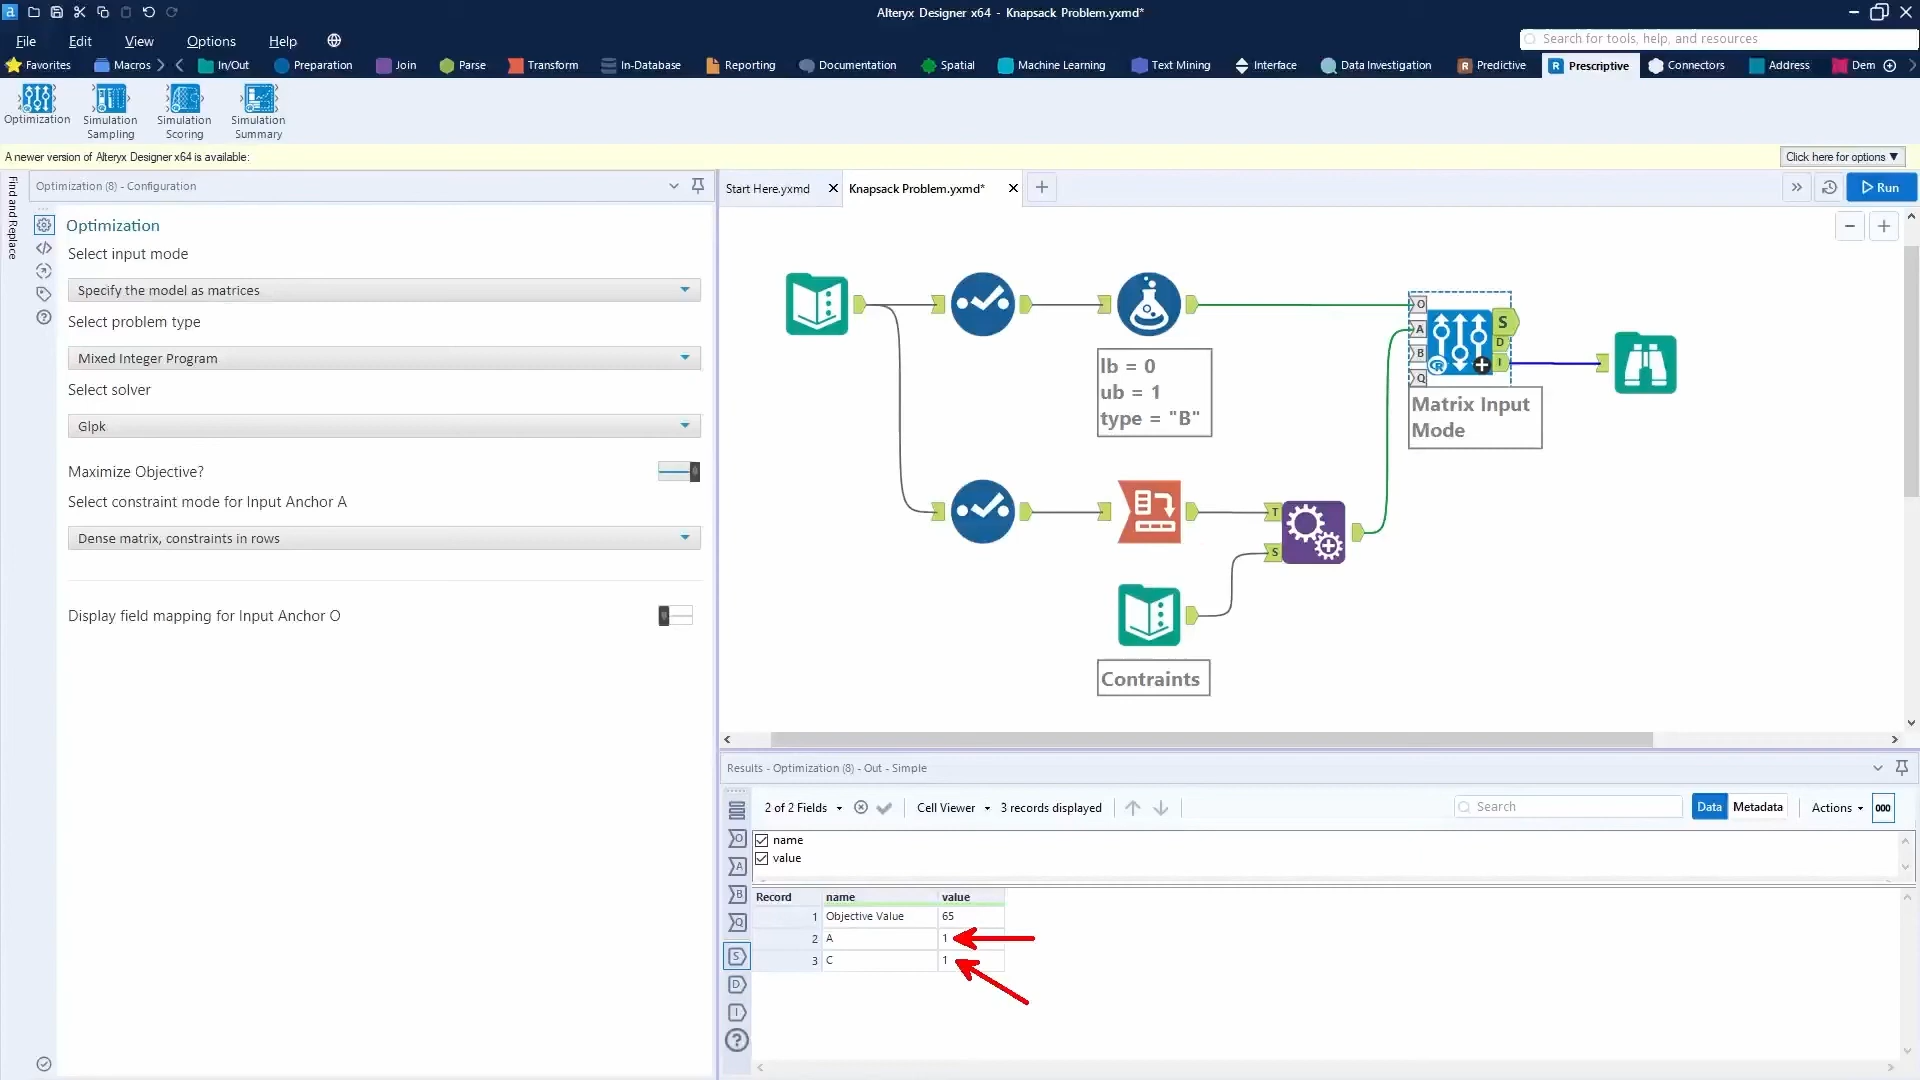 Alteryx Designer x64 - Knapsack Problem.yxmd*
File Edit View Options Help
Search for tools, help, and resources
Favorites Macros In/Out Preparation Join Parse Transform In-Database Reporting Documentation Spatial Machine Learning Text Mining Interface Data Investigation Predictive Prescriptive Connectors Address Dem
Optimization
Simulation
Sampling
Simulation
Scoring
Simulation
Summary
A newer version of Alteryx Designer x64 is available:
Click here for options ▼
Find and Replace
Optimization (8) - Configuration
Optimization
Select input mode
Specify the model as matrices
Select problem type
Mixed Integer Program
Select solver
Glpk
Maximize Objective?
Select constraint mode for Input Anchor A
Dense matrix, constraints in rows
Display field mapping for Input Anchor O
Start Here.yxmd
Knapsack Problem.yxmd*
Run
lb = 0
ub = 1
type = "B"
O
A
B
Q
S
D
I
R
Matrix Input
Mode
T
S
Contraints
Results - Optimization (8) - Out - Simple
2 of 2 Fields Cell Viewer 3 records displayed
Search
Data Metadata Actions 000
name
value
O
A
B
Q
S
D
I
Record name value
1 Objective Value 65
2 A 1
3 C 1